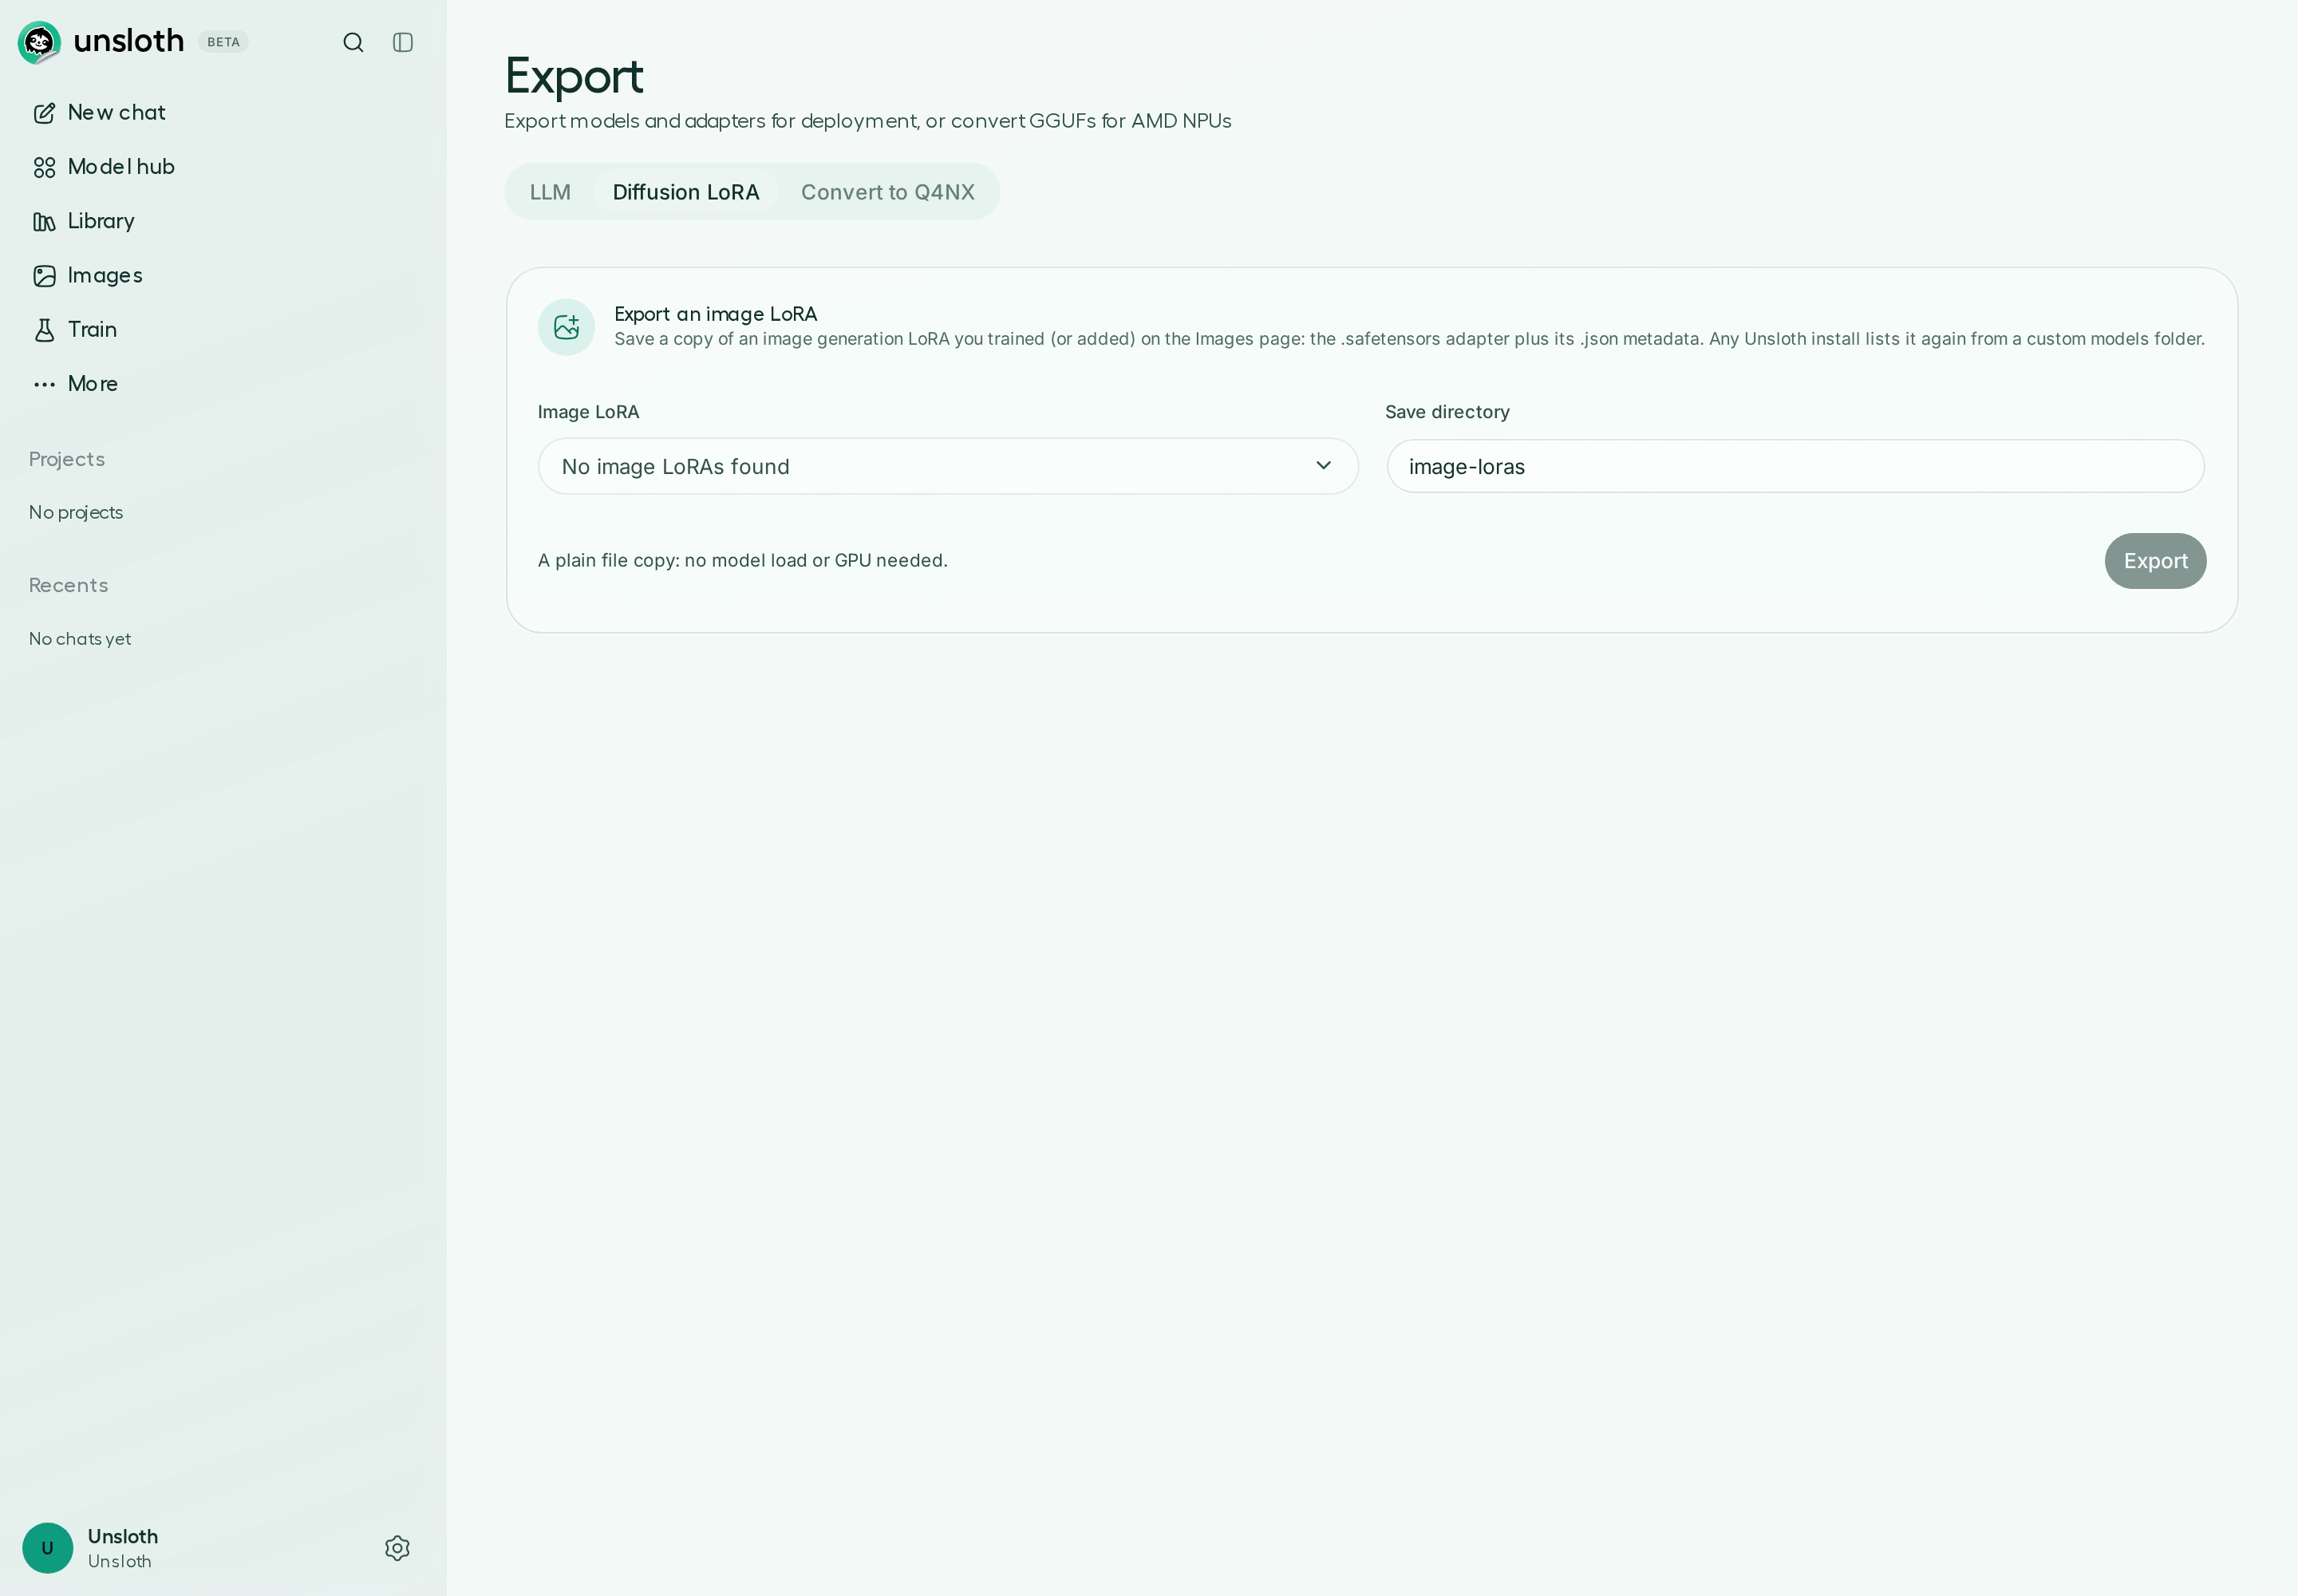 unsloth BETA
New chat
Model hub
Library
Images
Train
More
Projects
No projects
Recents
No chats yet
U
Unsloth
Unsloth
Export
Export models and adapters for deployment, or convert GGUFs for AMD NPUs
LLM Diffusion LoRA Convert to Q4NX
Export an image LoRA
Save a copy of an image generation LoRA you trained (or added) on the Images page: the .safetensors adapter plus its .json metadata. Any Unsloth install lists it again from a custom models folder.
Image LoRA
No image LoRAs found
Save directory
image-loras
A plain file copy: no model load or GPU needed.
Export